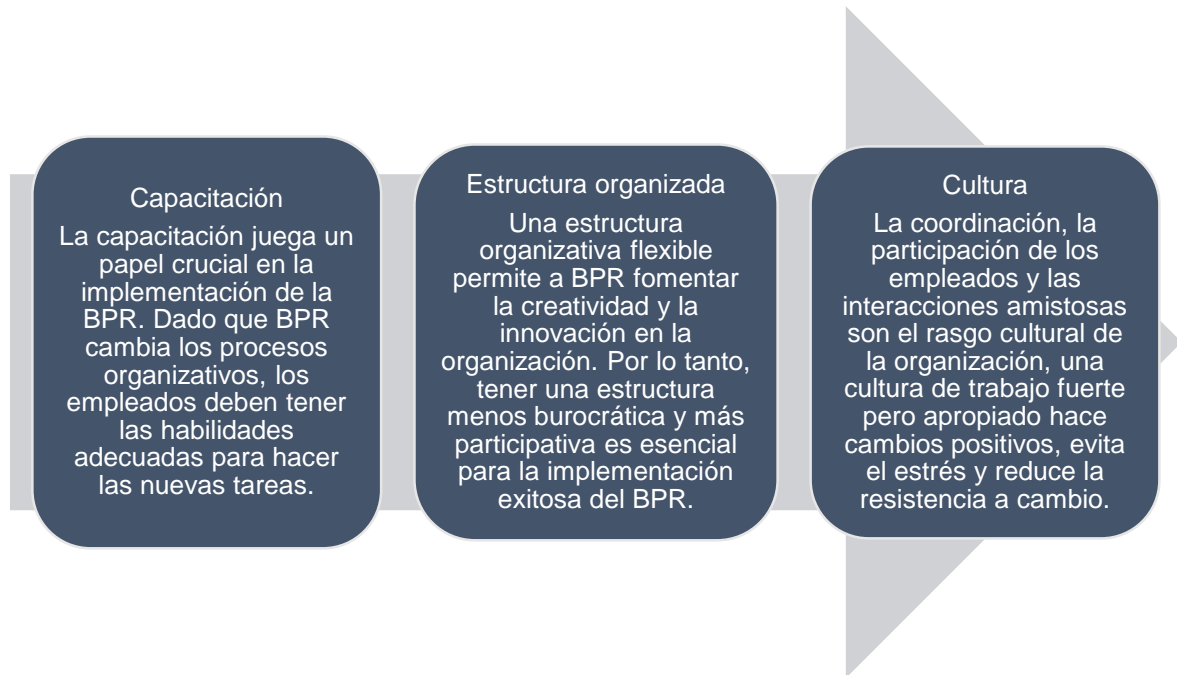 Capacitación
La capacitación juega un
papel crucial en la
implementación de la
BPR. Dado que BPR
cambia los procesos
organizativos, los
empleados deben tener
las habilidades
adecuadas para hacer
las nuevas tareas.
Estructura organizada
Una estructura
organizativa flexible
permite a BPR fomentar
la creatividad y la
innovación en la
organización. Por lo tanto,
tener una estructura
menos burocrática y más
participativa es esencial
para la implementación
exitosa del BPR.
Cultura
La coordinación, la
participación de los
empleados y las
interacciones amistosas
son el rasgo cultural de
la organización, una
cultura de trabajo fuerte
pero apropiado hace
cambios positivos, evita
el estrés y reduce la
resistencia a cambio.